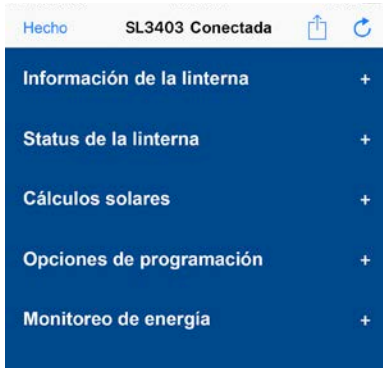 Hecho SL3403 Conectada
Información de la linterna +
Status de la linterna +
Cálculos solares +
Opciones de programación +
Monitoreo de energía +